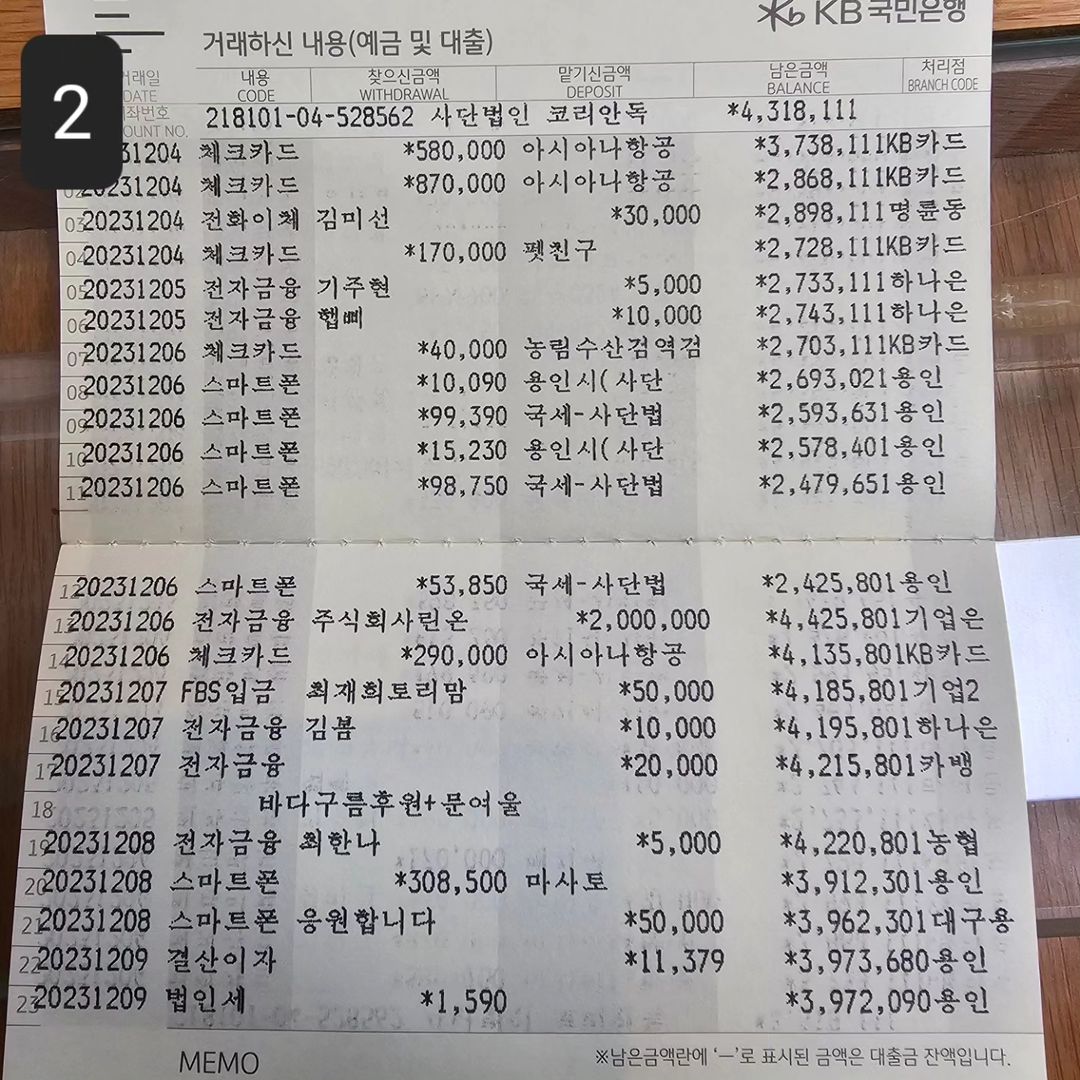 KB국민은행
2
거래하신 내용(예금 및 대출)
거래일 내용 찾으신금액 맡기신금액 남은금액 처리점
DATE CODE WITHDRAWAL DEPOSIT BALANCE BRANCH CODE
좌번호 218101-04-528562 사단법인 코리안독 *4,318,111
OUNT NO.
31204 체크카드 *580,000 아시아나항공 *3,738,111KB카드
02 20231204 체크카드 *870,000 아시아나항공 *2,868,111KB카드
03 20231204 전화이체 김미선 *30,000 *2,898,111명륜동
04 20231204 체크카드 *170,000 펫친구 *2,728,111KB카드
05 20231205 전자금융 기주현 *5,000 *2,733,111하나은
06 20231205 전자금융 햅삐 *10,000 *2,743,111하나은
07 20231206 체크카드 *40,000 농림수산검역검 *2,703,111KB카드
08 20231206 스마트폰 *10,090 용인시(사단 *2,693,021용인
09 20231206 스마트폰 *99,390 국세-사단법 *2,593,631용인
10 20231206 스마트폰 *15,230 용인시(사단 *2,578,401용인
11 20231206 스마트폰 *98,750 국세-사단법 *2,479,651용인
12 20231206 스마트폰 *53,850 국세-사단법 *2,425,801용인
13 20231206 전자금융 주식회사린온 *2,000,000 *4,425,801기업은
14 20231206 체크카드 *290,000 아시아나항공 *4,135,801KB카드
15 20231207 FBS입금 최재희토리맘 *50,000 *4,185,801기업2
16 20231207 전자금융 김봄 *10,000 *4,195,801하나은
17 20231207 전자금융 *20,000 *4,215,801카뱅
18 바다구름후원+문여울
19 20231208 전자금융 최한나 *5,000 *4,220,801농협
20 20231208 스마트폰 *308,500 마사토 *3,912,301용인
21 20231208 스마트폰 응원합니다 *50,000 *3,962,301대구용
22 20231209 결산이자 *11,379 *3,973,680용인
23 20231209 법인세 *1,590 *3,972,090용인
MEMO ※남은금액란에 '—'로 표시된 금액은 대출금 잔액입니다.